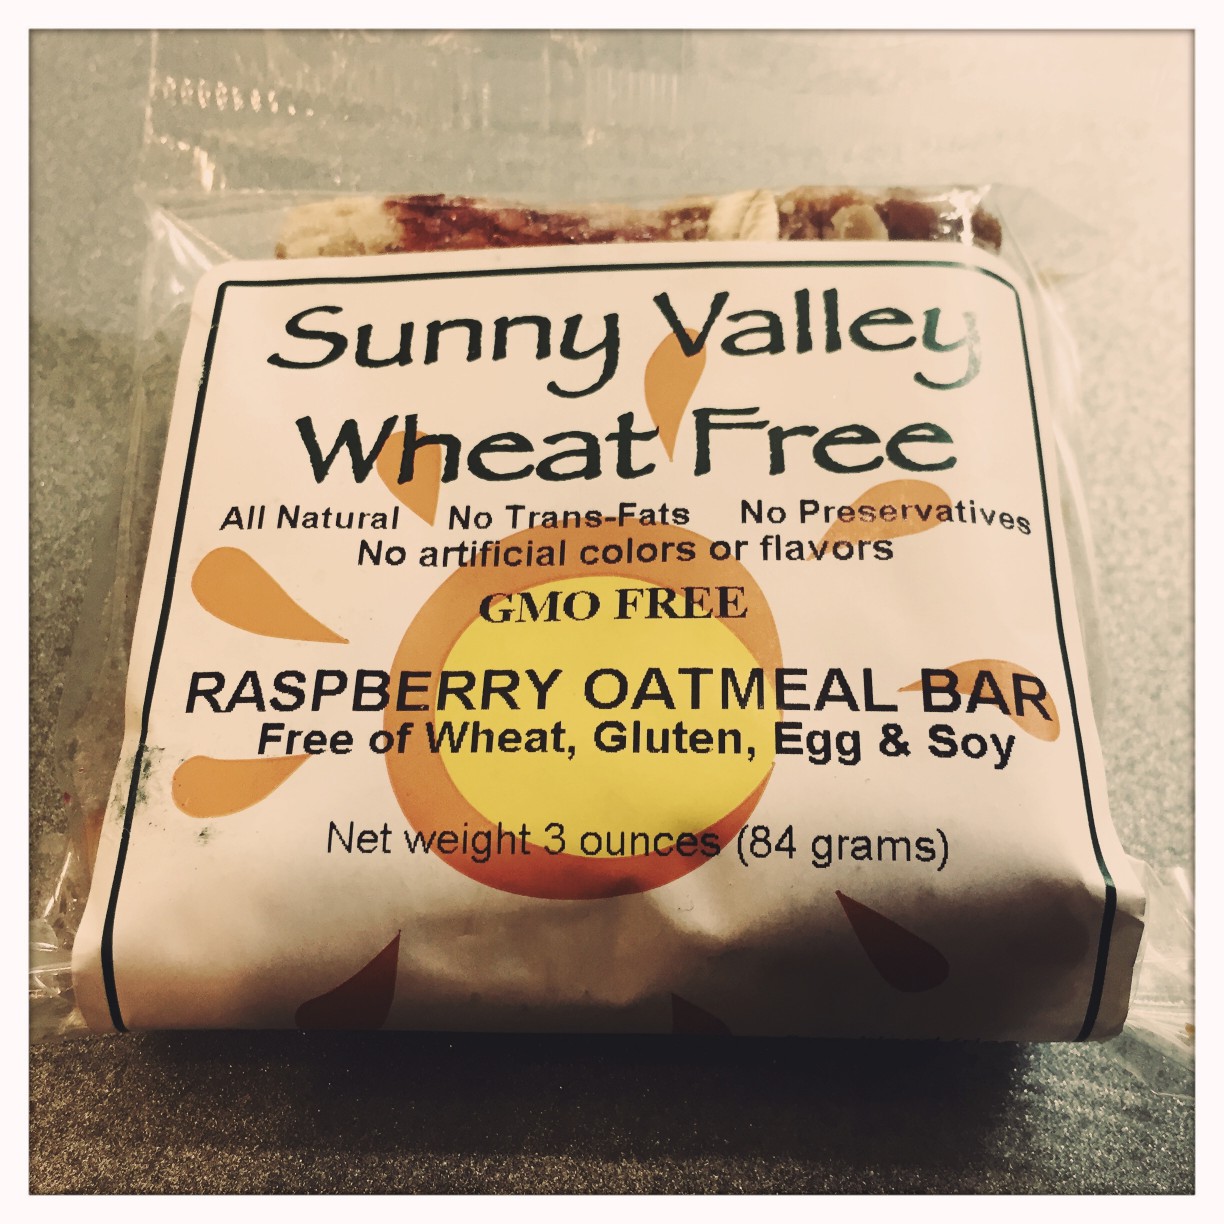 Sunny Valley
Wheat Free
All Natural No Trans-Fats No Preservatives
No artificial colors or flavors
GMO FREE
RASPBERRY OATMEAL BAR
Free of Wheat, Gluten, Egg & Soy
Net weight 3 ounces (84 grams)